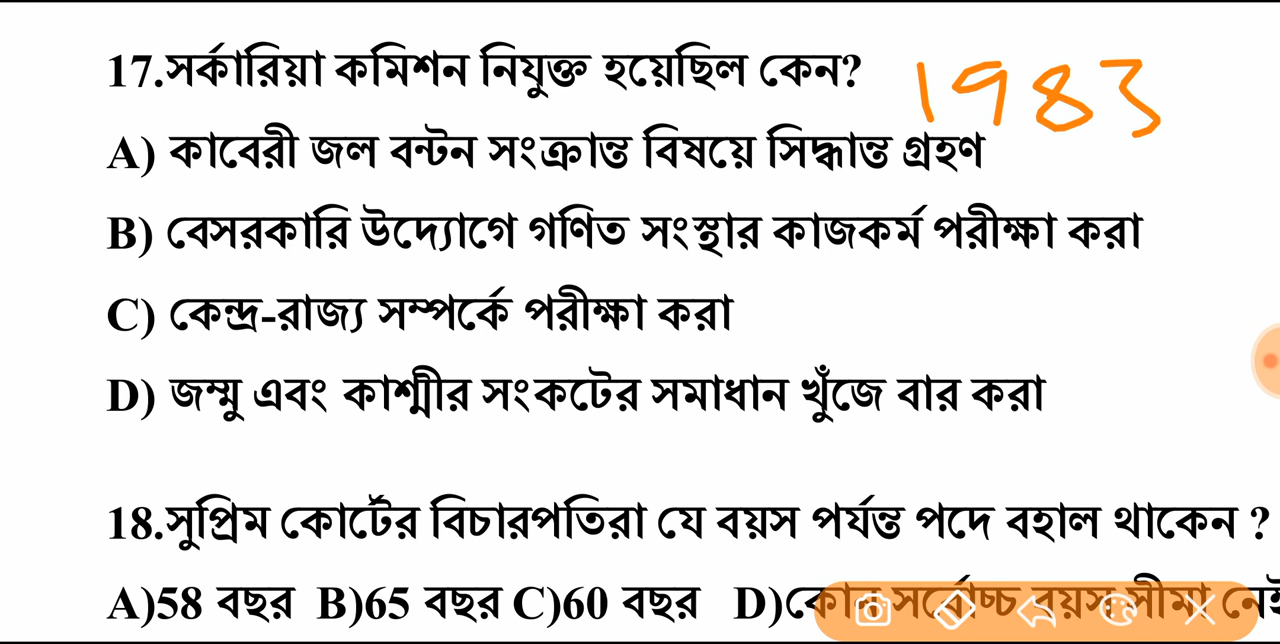 17.সর্কারিয়া কমিশন নিযুক্ত হয়েছিল কেন? 1983
A) কাবেরী জল বন্টন সংক্রান্ত বিষয়ে সিদ্ধান্ত গ্রহণ
B) বেসরকারি উদ্যোগে গণিত সংস্থার কাজকর্ম পরীক্ষা করা
C) কেন্দ্র-রাজ্য সম্পর্কে পরীক্ষা করা
D) জম্মু এবং কাশ্মীর সংকটের সমাধান খুঁজে বার করা
18.সুপ্রিম কোর্টের বিচারপতিরা যে বয়স পর্যন্ত পদে বহাল থাকেন ?
A)58 বছর B)65 বছর C)60 বছর D)কোন সর্বোচ্চ বয়স সীমা নেই